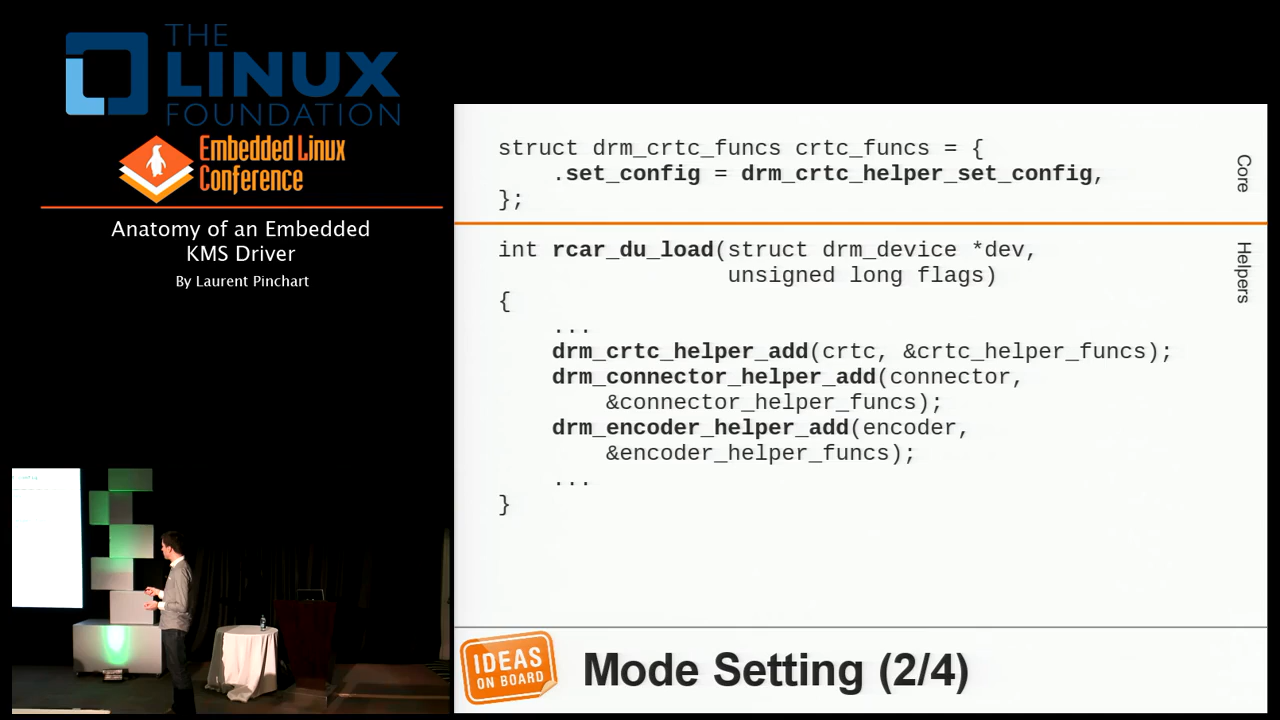 THE
LINUX
FOUNDATION
Embedded Linux
Conference
Anatomy of an Embedded
KMS Driver
By Laurent Pinchart
struct drm_crtc_funcs crtc_funcs = {
    .set_config = drm_crtc_helper_set_config,
};
Core
int rcar_du_load(struct drm_device *dev,
                 unsigned long flags)
{
    ...
    drm_crtc_helper_add(crtc, &crtc_helper_funcs);
    drm_connector_helper_add(connector,
        &connector_helper_funcs);
    drm_encoder_helper_add(encoder,
        &encoder_helper_funcs);
    ...
}
Helpers
IDEAS
ON BOARD
Mode Setting (2/4)